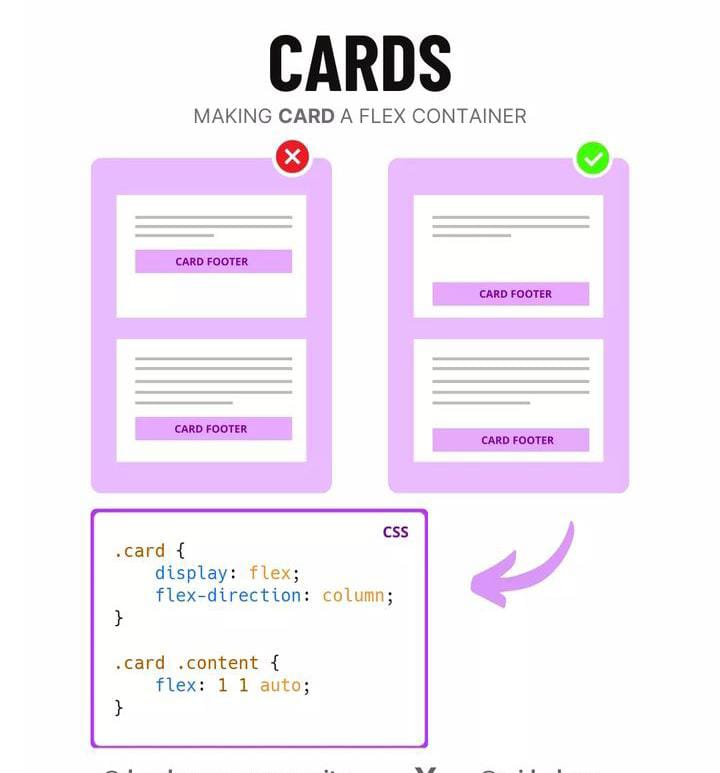 CARDS
MAKING CARD A FLEX CONTAINER
CARD FOOTER
CARD FOOTER
CARD FOOTER
CARD FOOTER
CSS
.card {
display: flex;
flex-direction: column;
}
.card .content {
flex: 1 1 auto;
}